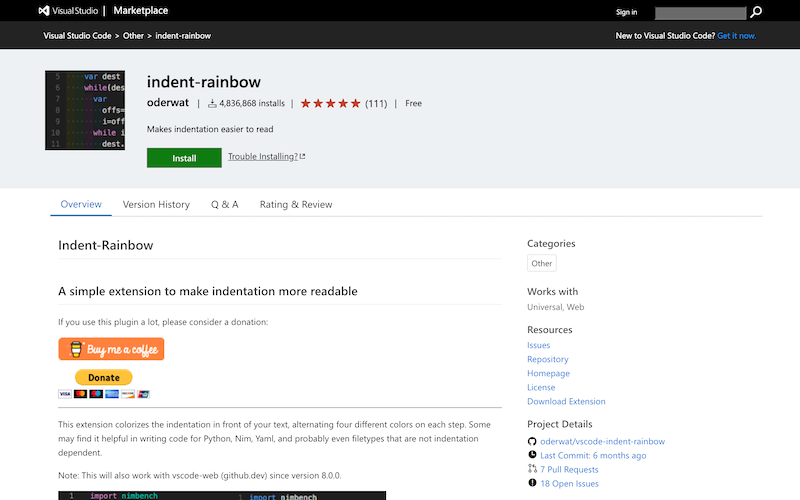 Visual Studio | Marketplace
Sign in
Visual Studio Code > Other > indent-rainbow
New to Visual Studio Code? Get it now.
5 var dest
6 while(des
7 var
8 offs=
9 i=off
10 while i
11 dest.
indent-rainbow
oderwat | 4,836,868 installs | (111) | Free
Makes indentation easier to read
Install
Trouble Installing?
Overview
Version History
Q & A
Rating & Review
Indent-Rainbow
A simple extension to make indentation more readable
If you use this plugin a lot, please consider a donation:
Buy me a coffee
Donate
VISA
This extension colorizes the indentation in front of your text, alternating four different colors on each step. Some
may find it helpful in writing code for Python, Nim, Yaml, and probably even filetypes that are not indentation
dependent.
Note: This will also work with vscode-web (github.dev) since version 8.0.0.
1 import nimbench
1 import nimbench
Categories
Other
Works with
Universal, Web
Resources
Issues
Repository
Homepage
License
Download Extension
Project Details
oderwat/vscode-indent-rainbow
Last Commit: 6 months ago
7 Pull Requests
18 Open Issues